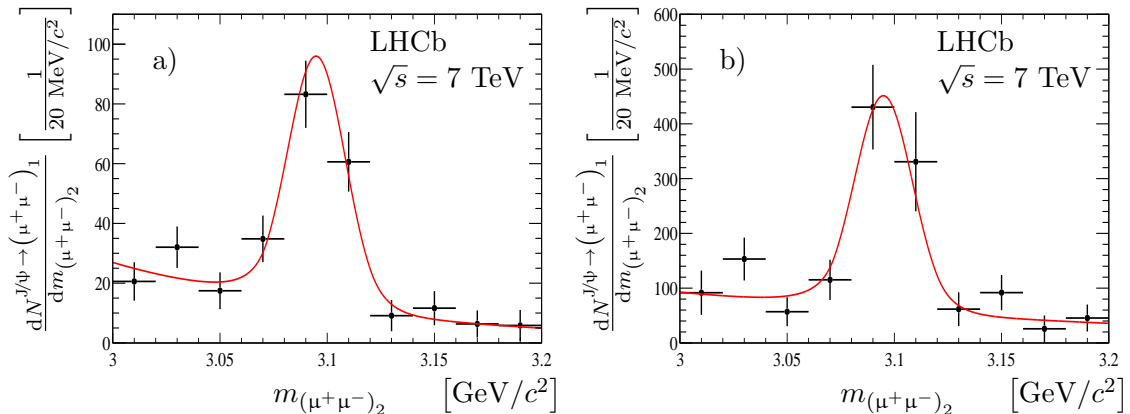 dN^{J/ψ→(μ⁺μ⁻)₁} / dm_{(μ⁺μ⁻)₂} [1 / 20 MeV/c²]
100
80
60
40
20
0
a)
LHCb
√s = 7 TeV
3 3.05 3.1 3.15 3.2
m_{(μ⁺μ⁻)₂} [GeV/c²]
dN^{J/ψ→(μ⁺μ⁻)₁} / dm_{(μ⁺μ⁻)₂} [1 / 20 MeV/c²]
600
500
400
300
200
100
0
b)
LHCb
√s = 7 TeV
3 3.05 3.1 3.15 3.2
m_{(μ⁺μ⁻)₂} [GeV/c²]